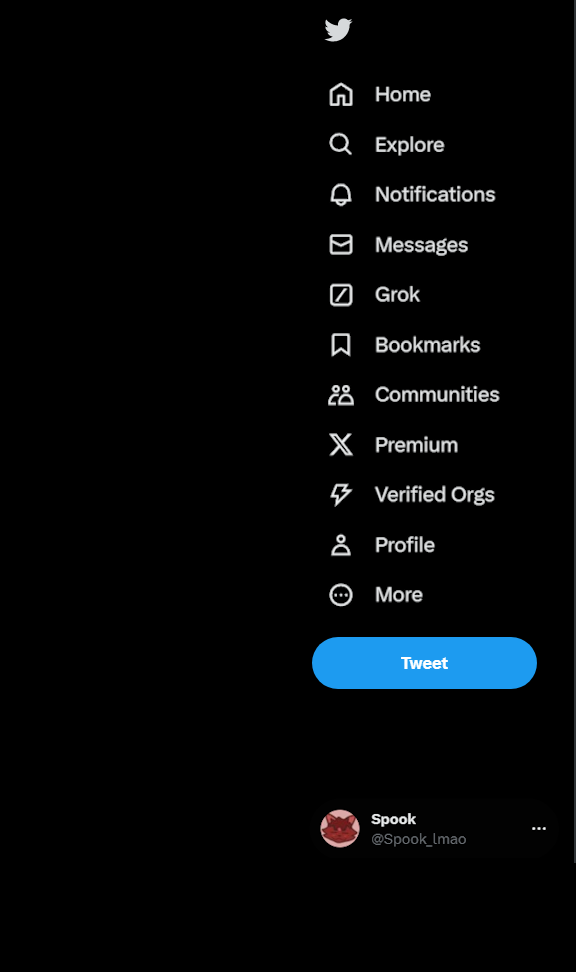 Home
Explore
Notifications
Messages
Grok
Bookmarks
Communities
Premium
Verified Orgs
Profile
More
Tweet
Spook
@Spook_lmao